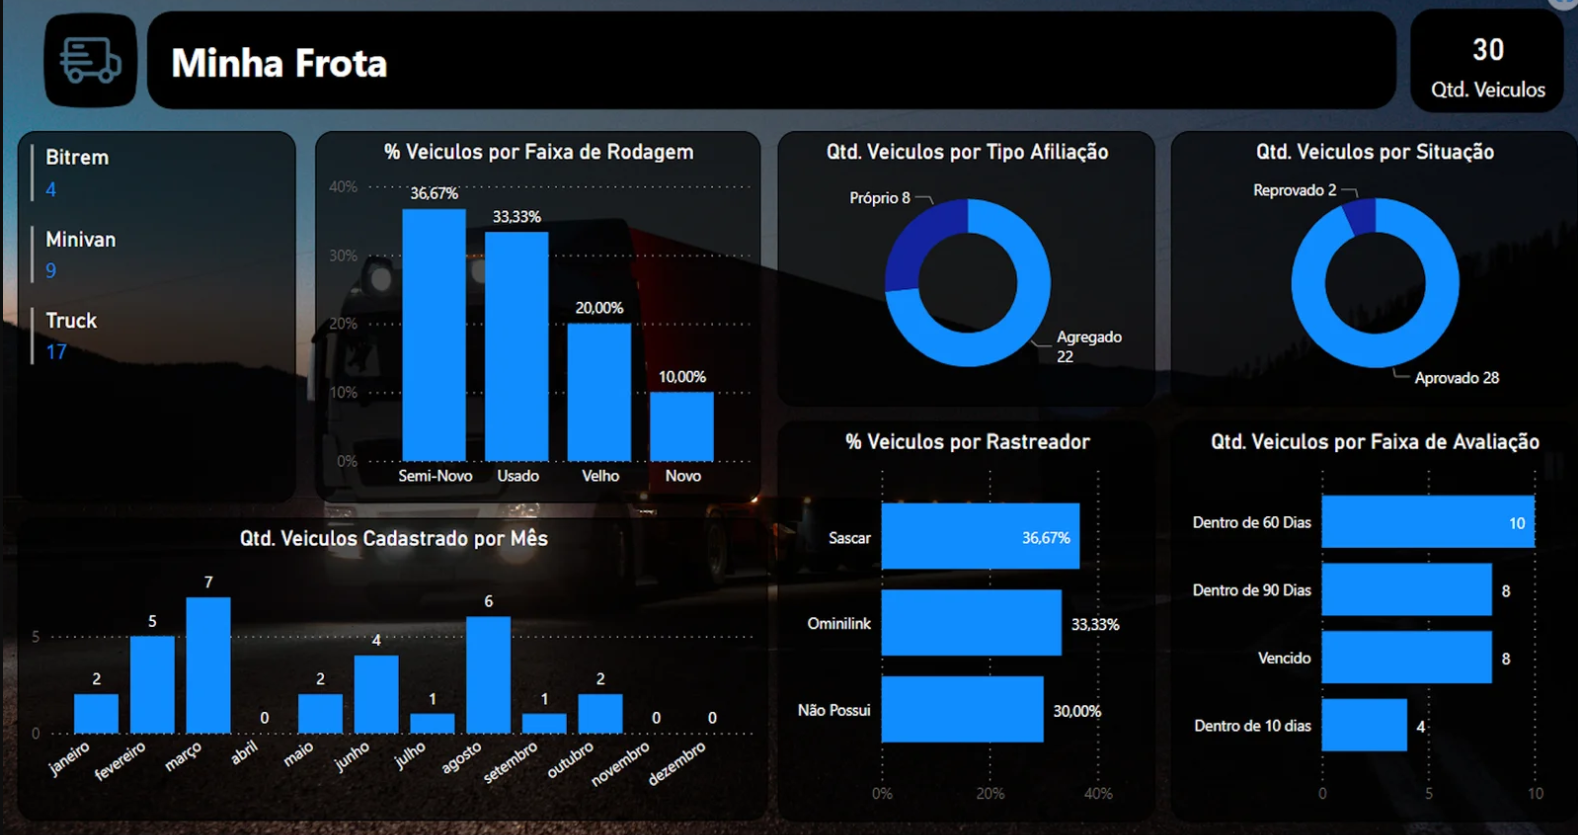 Minha Frota
30
Qtd. Veiculos
Bitrem
4
Minivan
9
Truck
17
% Veiculos por Faixa de Rodagem
40%
30%
20%
10%
0%
36,67%
33,33%
20,00%
10,00%
Semi-Novo Usado Velho Novo
Qtd. Veiculos por Tipo Afiliação
Próprio 8
Agregado
22
Qtd. Veiculos por Situação
Reprovado 2
Aprovado 28
Qtd. Veiculos Cadastrado por Mês
5
0
2 5 7 0 2 4 1 6 1 2 0 0
janeiro fevereiro março abril maio junho julho agosto setembro outubro novembro dezembro
% Veiculos por Rastreador
Sascar 36,67%
Ominilink 33,33%
Não Possui 30,00%
0% 20% 40%
Qtd. Veiculos por Faixa de Avaliação
Dentro de 60 Dias 10
Dentro de 90 Dias 8
Vencido 8
Dentro de 10 dias 4
0 5 10